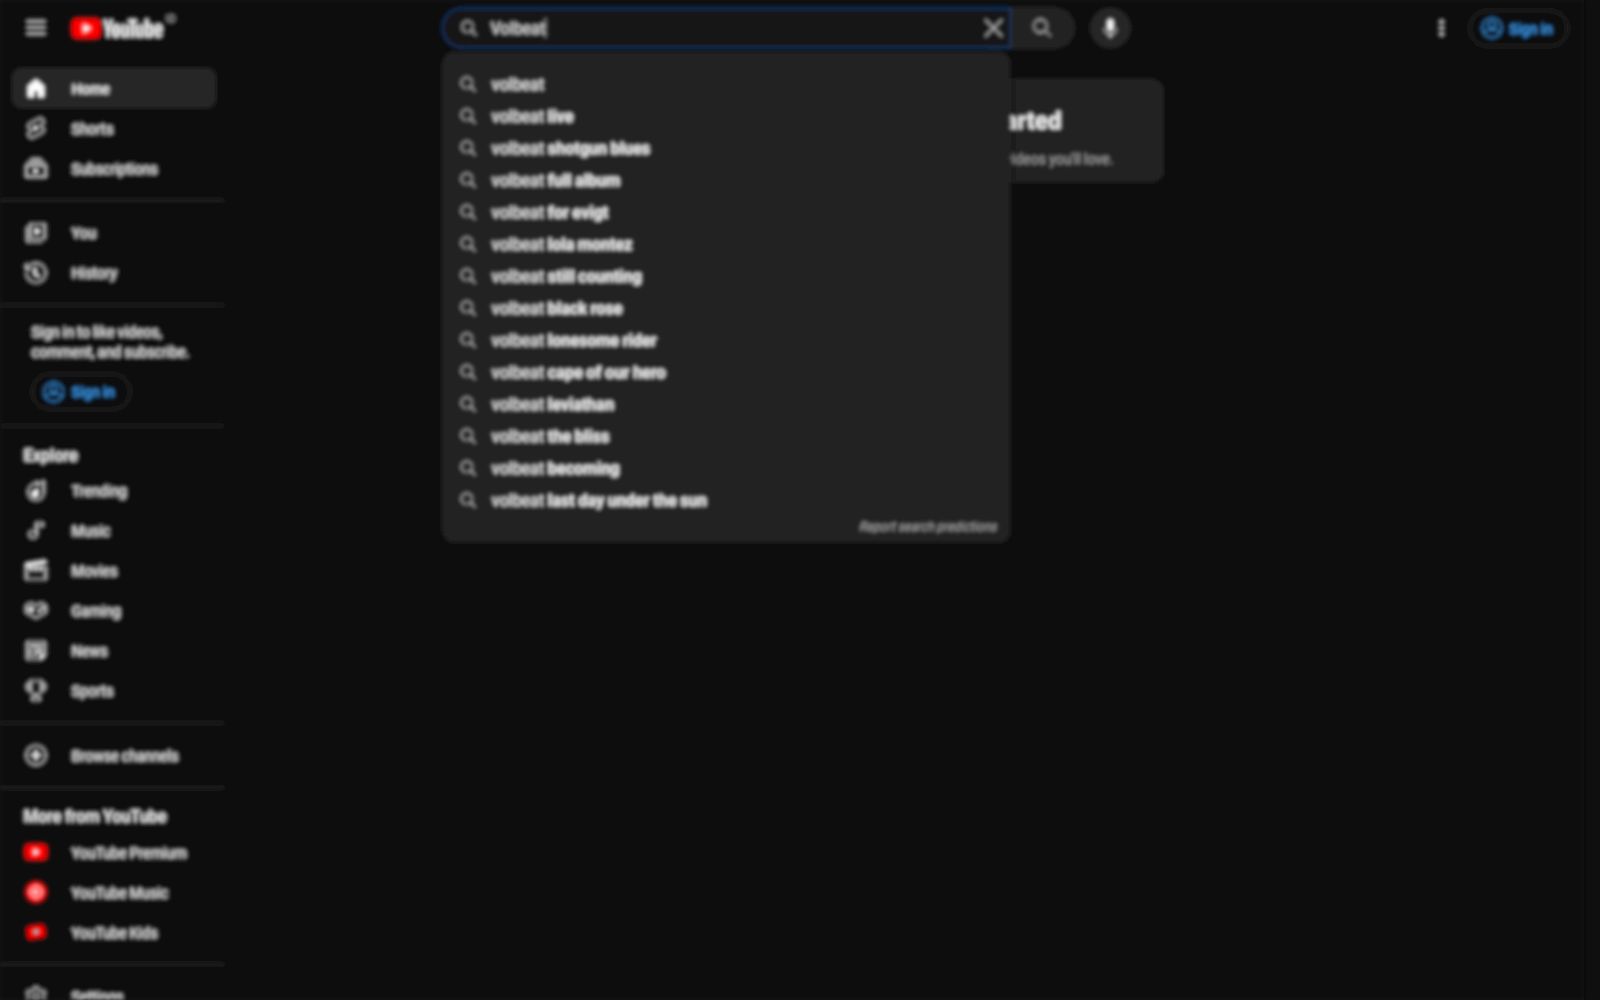 YouTube
Volbeat
Sign in
Home
Shorts
Subscriptions
You
History
Sign in to like videos,
comment, and subscribe.
Sign in
Explore
Trending
Music
Movies
Gaming
News
Sports
Browse channels
More from YouTube
YouTube Premium
YouTube Music
YouTube Kids
Settings
volbeat
volbeat live
volbeat shotgun blues
volbeat full album
volbeat for evigt
volbeat lola montez
volbeat still counting
volbeat black rose
volbeat lonesome rider
volbeat cape of our hero
volbeat leviathan
volbeat the bliss
volbeat becoming
volbeat last day under the sun
Report search predictions
arted
videos you'll love.